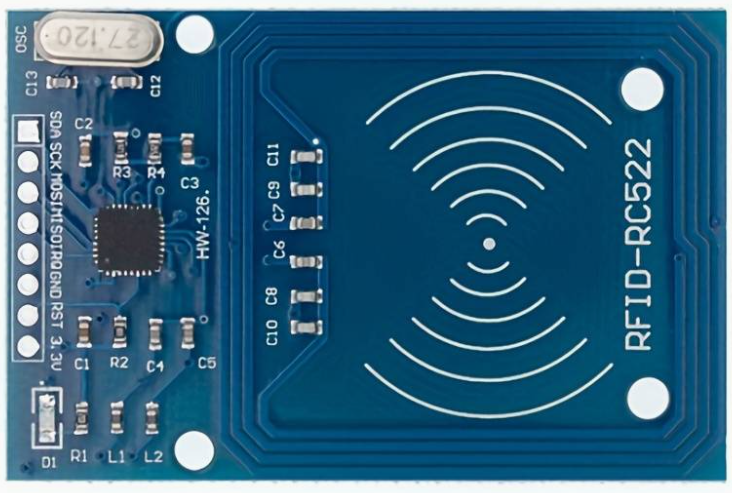 OSC
27.120
C13
C12
SDA SCK MOSI MISO IRQ GND RST 3.3V
C2
R3
R4
C3
HW-126.
C11
C9
C7
C6
C8
C10
RFID-RC522
C1
R2
C4
C5
D1
R1
L1
L2